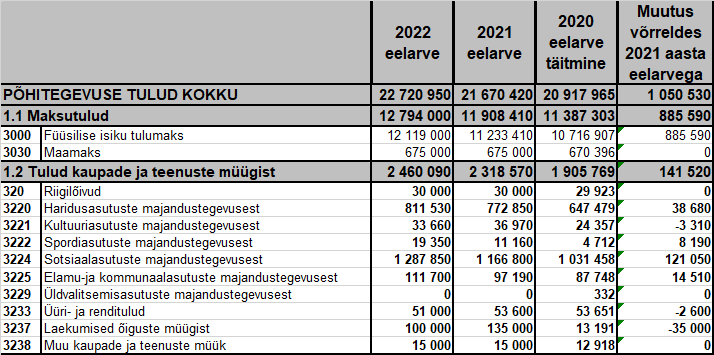 2022 eelarve 2021 eelarve 2020 eelarve täitmine Muutus võrreldes 2021 aasta eelarvega
PÕHITEGEVUSE TULUD KOKKU 22 720 950 21 670 420 20 917 965 1 050 530
1.1 Maksutulud 12 794 000 11 908 410 11 387 303 885 590
3000 Füüsilise isiku tulumaks 12 119 000 11 233 410 10 716 907 885 590
3030 Maamaks 675 000 675 000 670 396 0
1.2 Tulud kaupade ja teenuste müügist 2 460 090 2 318 570 1 905 769 141 520
320 Riigilõivud 30 000 30 000 29 923 0
3220 Haridusasutuste majandustegevusest 811 530 772 850 647 479 38 680
3221 Kultuuriasutuste majandustegevusest 33 660 36 970 24 357 -3 310
3222 Spordiasutuste majandustegevusest 19 350 11 160 4 712 8 190
3224 Sotsiaalasutuste majandustegevusest 1 287 850 1 166 800 1 031 458 121 050
3225 Elamu-ja kommunaalasutuste majandustegevusest 111 700 97 190 87 748 14 510
3229 Üldvalitsemisasutuste majandustegevusest 0 0 332 0
3233 Üüri- ja renditulud 51 000 53 600 53 651 -2 600
3237 Laekumised õiguste müügist 100 000 135 000 13 191 -35 000
3238 Muu kaupade ja teenuste müük 15 000 15 000 12 918 0